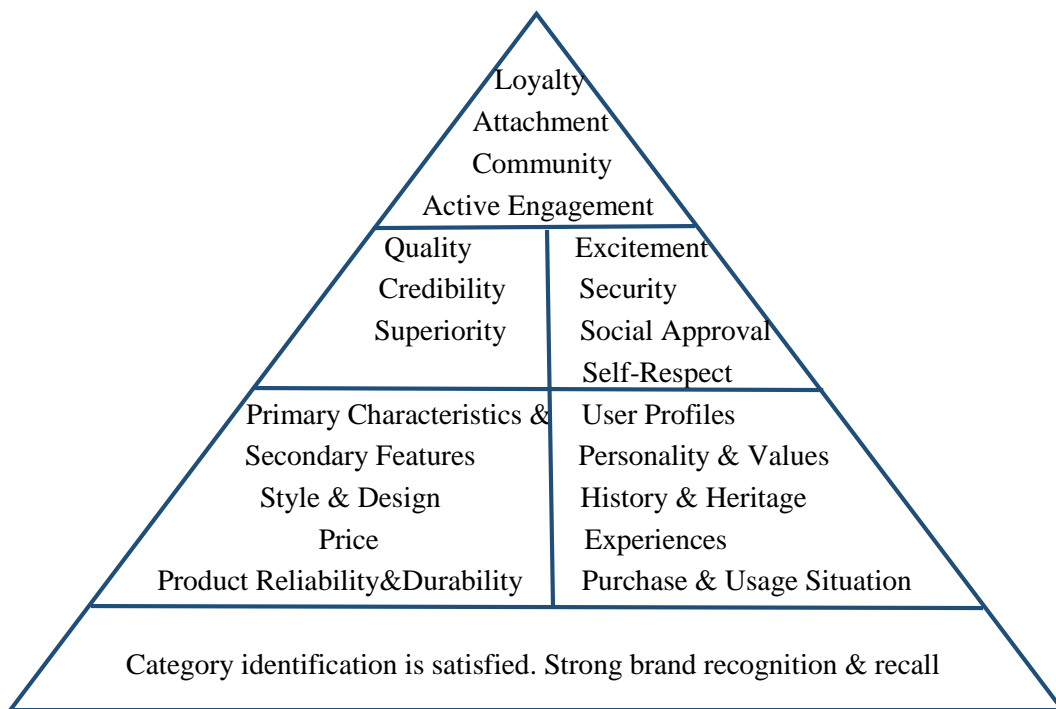 Loyalty
Attachment
Community
Active Engagement
Quality
Credibility
Superiority
Excitement
Security
Social Approval
Self-Respect
Primary Characteristics &
Secondary Features
Style & Design
Price
Product Reliability&Durability
User Profiles
Personality & Values
History & Heritage
Experiences
Purchase & Usage Situation
Category identification is satisfied. Strong brand recognition & recall